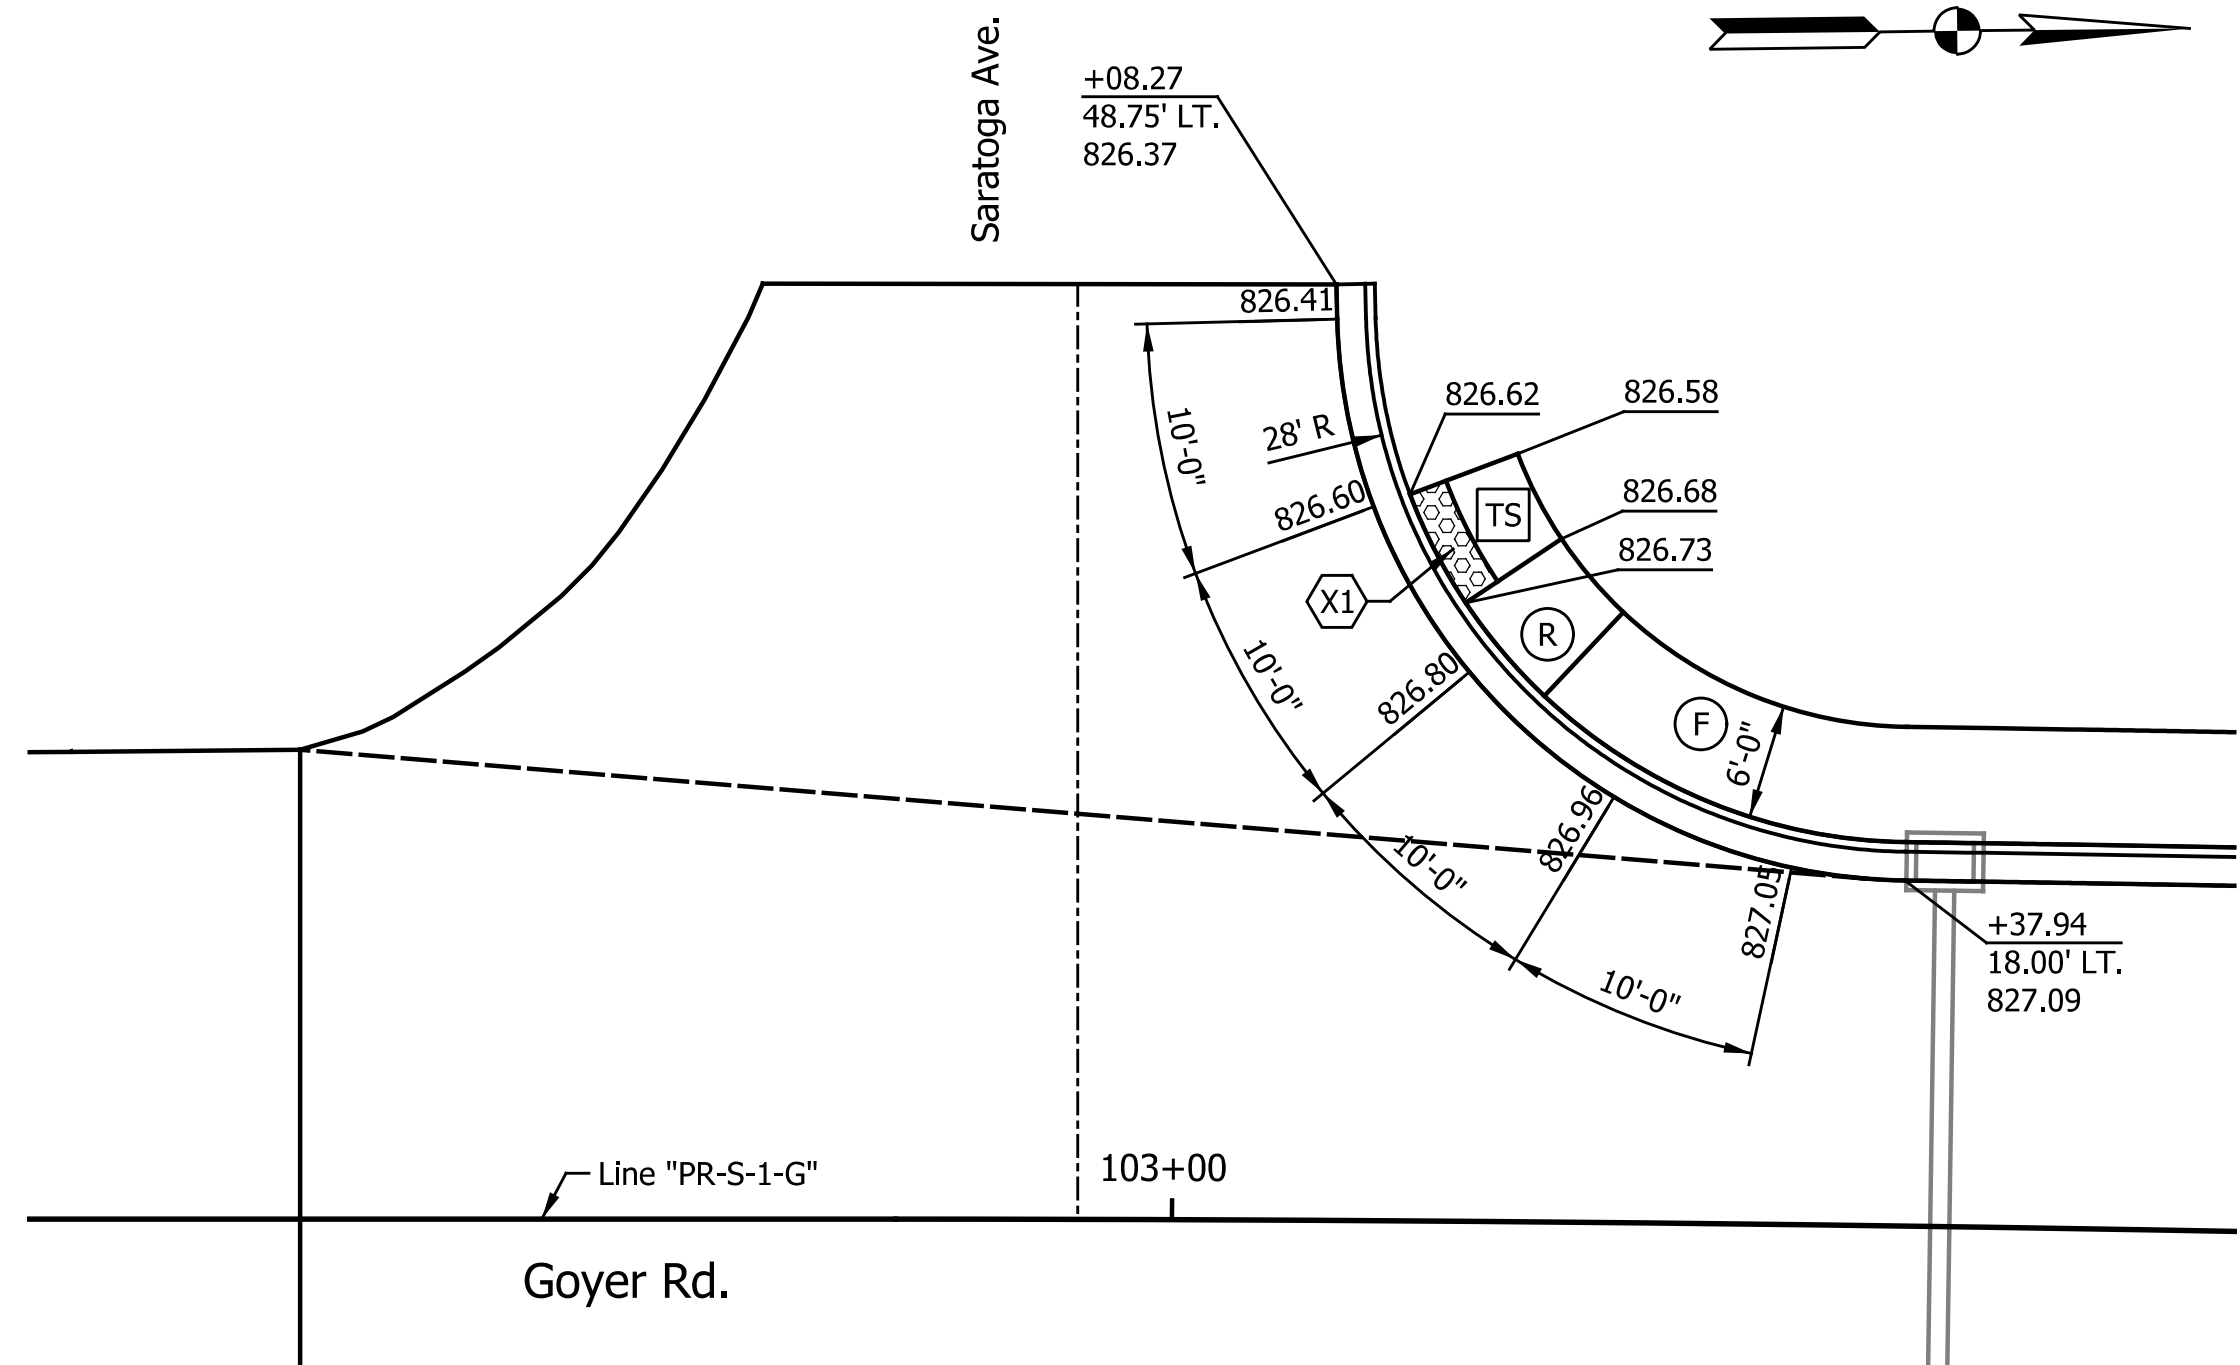 Saratoga Ave.
+08.27
48.75' LT.
826.37
826.41
10'-0"
28' R
826.62
826.58
826.60
TS
826.68
826.73
X1
R
10'-0"
826.80
F
6'-0"
826.96
10'-0"
827.05
10'-0"
+37.94
18.00' LT.
827.09
Line "PR-S-1-G"
103+00
Goyer Rd.